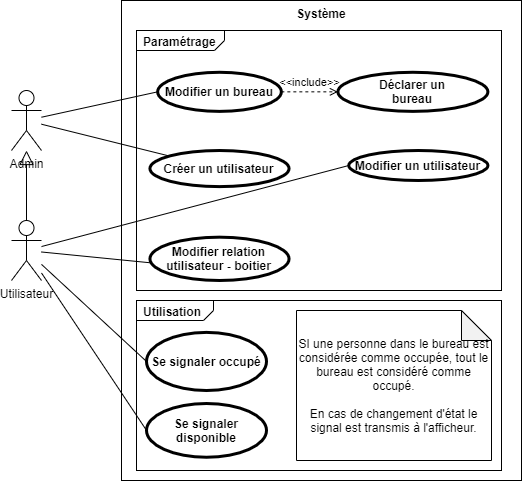 Système
Paramétrage
Modifier un bureau
<<include>>
Déclarer un
bureau
Admin
Créer un utilisateur
Modifier un utilisateur
Utilisateur
Modifier relation
utilisateur - boitier
Utilisation
Se signaler occupé
Se signaler
disponible
SI une personne dans le bureau est
considérée comme occupée, tout le
bureau est considéré comme
occupé.
En cas de changement d'état le
signal est transmis à l'afficheur.